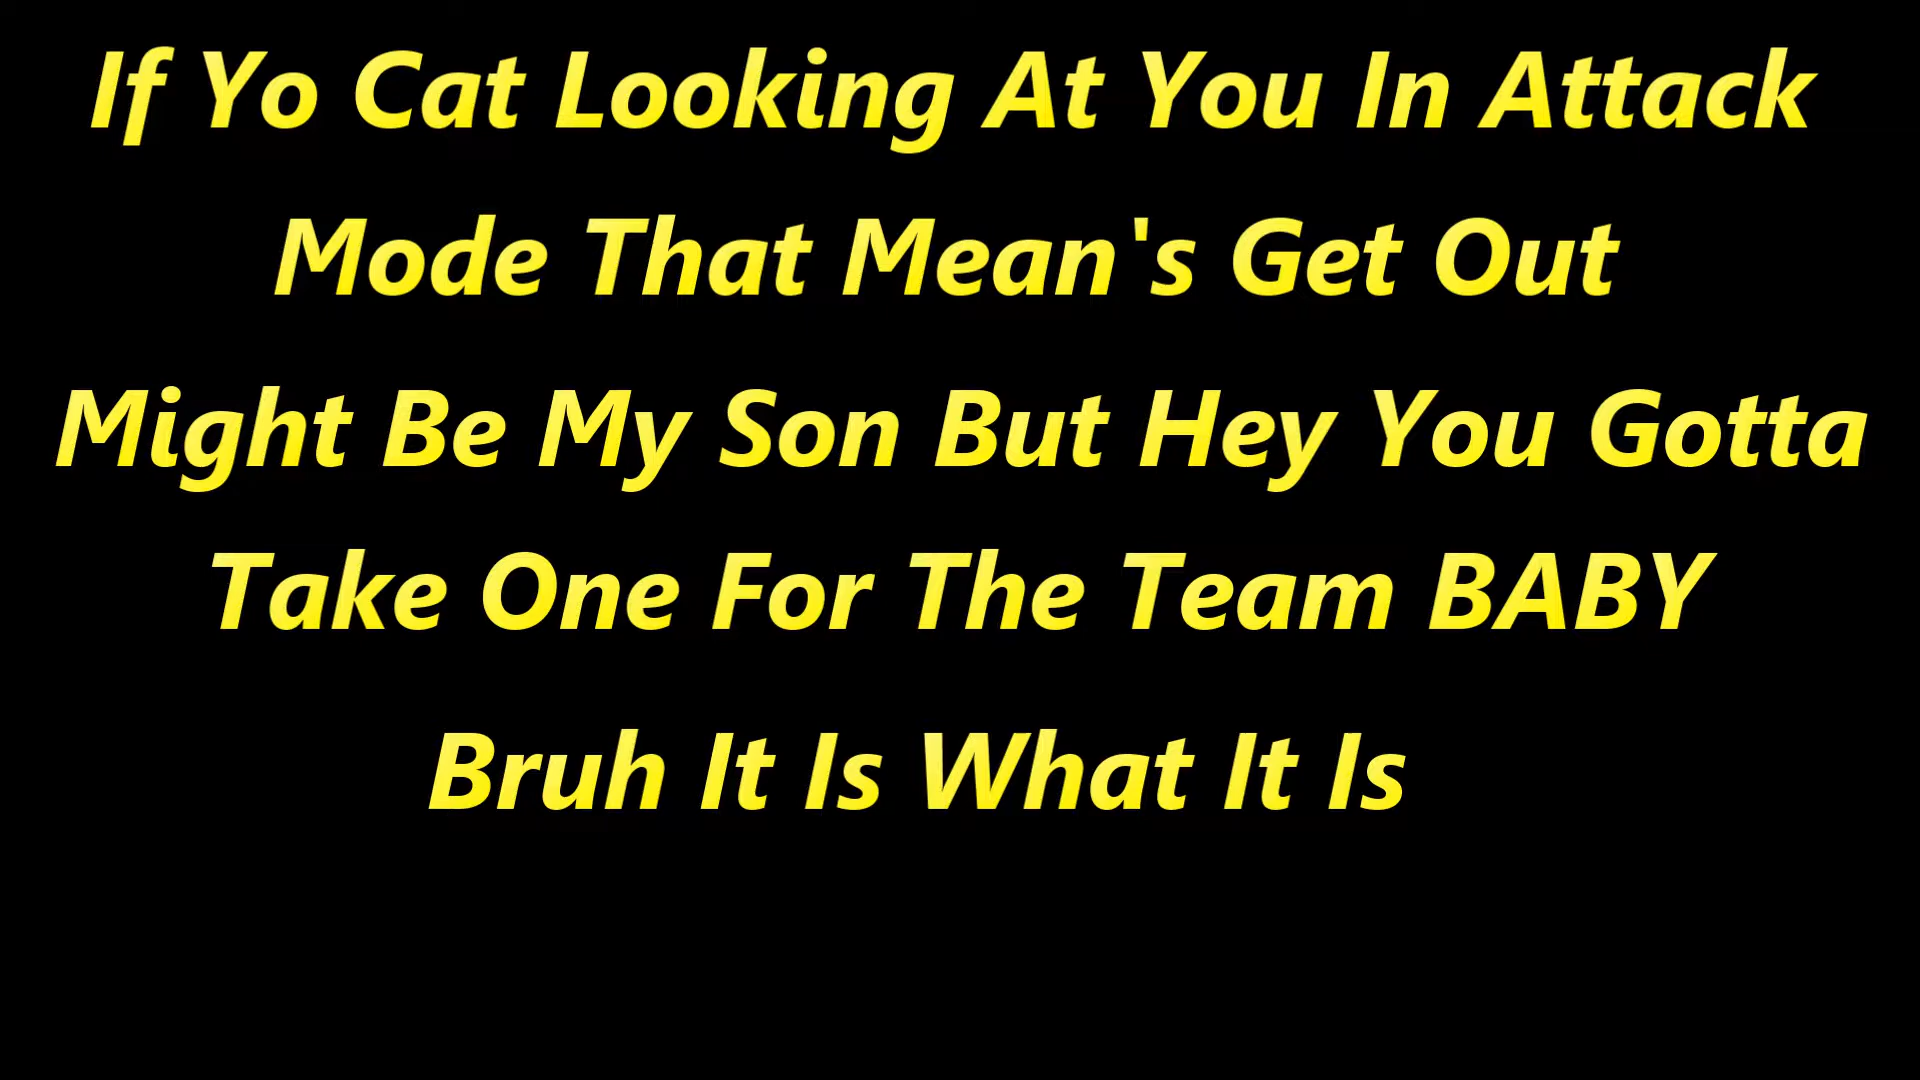 If Yo Cat Looking At You In Attack
Mode That Mean's Get Out
Might Be My Son But Hey You Gotta
Take One For The Team BABY
Bruh It Is What It Is